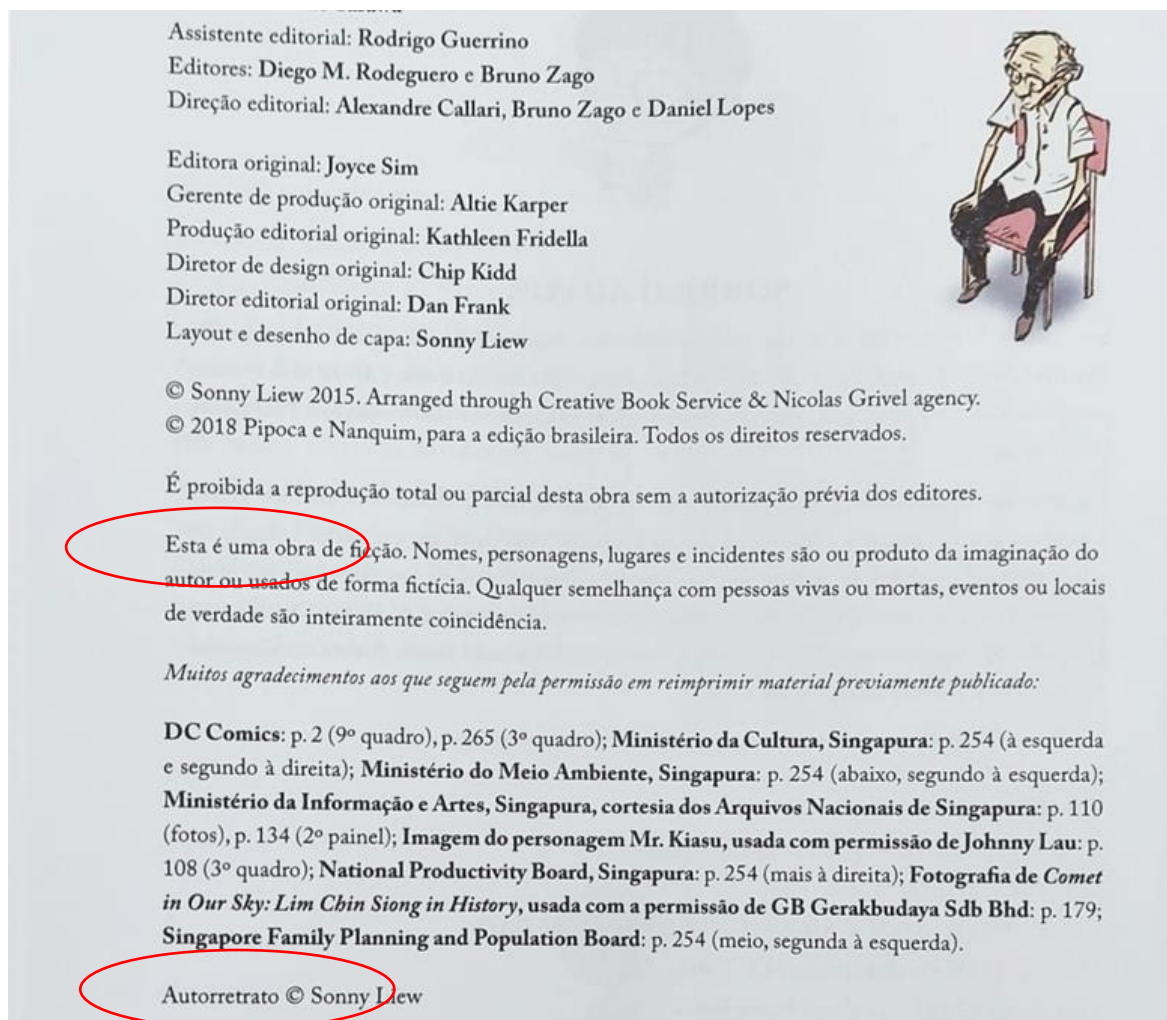 Assistente editorial: Rodrigo Guerrino
Editores: Diego M. Rodeguero e Bruno Zago
Direção editorial: Alexandre Callari, Bruno Zago e Daniel Lopes
Editora original: Joyce Sim
Gerente de produção original: Altie Karper
Produção editorial original: Kathleen Fridella
Diretor de design original: Chip Kidd
Diretor editorial original: Dan Frank
Layout e desenho de capa: Sonny Liew
© Sonny Liew 2015. Arranged through Creative Book Service & Nicolas Grivel agency.
© 2018 Pipoca e Nanquim, para a edição brasileira. Todos os direitos reservados.
É proibida a reprodução total ou parcial desta obra sem a autorização prévia dos editores.
Esta é uma obra de ficção. Nomes, personagens, lugares e incidentes são ou produto da imaginação do
autor ou usados de forma fictícia. Qualquer semelhança com pessoas vivas ou mortas, eventos ou locais
de verdade são inteiramente coincidência.
Muitos agradecimentos aos que seguem pela permissão em reimprimir material previamente publicado:
DC Comics: p. 2 (9º quadro), p. 265 (3º quadro); Ministério da Cultura, Singapura: p. 254 (à esquerda
e segundo à direita); Ministério do Meio Ambiente, Singapura: p. 254 (abaixo, segundo à esquerda);
Ministério da Informação e Artes, Singapura, cortesia dos Arquivos Nacionais de Singapura: p. 110
(fotos), p. 134 (2º painel); Imagem do personagem Mr. Kiasu, usada com permissão de Johnny Lau: p.
108 (3º quadro); National Productivity Board, Singapura: p. 254 (mais à direita); Fotografia de Comet
in Our Sky: Lim Chin Siong in History, usada com a permissão de GB Gerakbudaya Sdb Bhd: p. 179;
Singapore Family Planning and Population Board: p. 254 (meio, segunda à esquerda).
Autorretrato © Sonny Liew